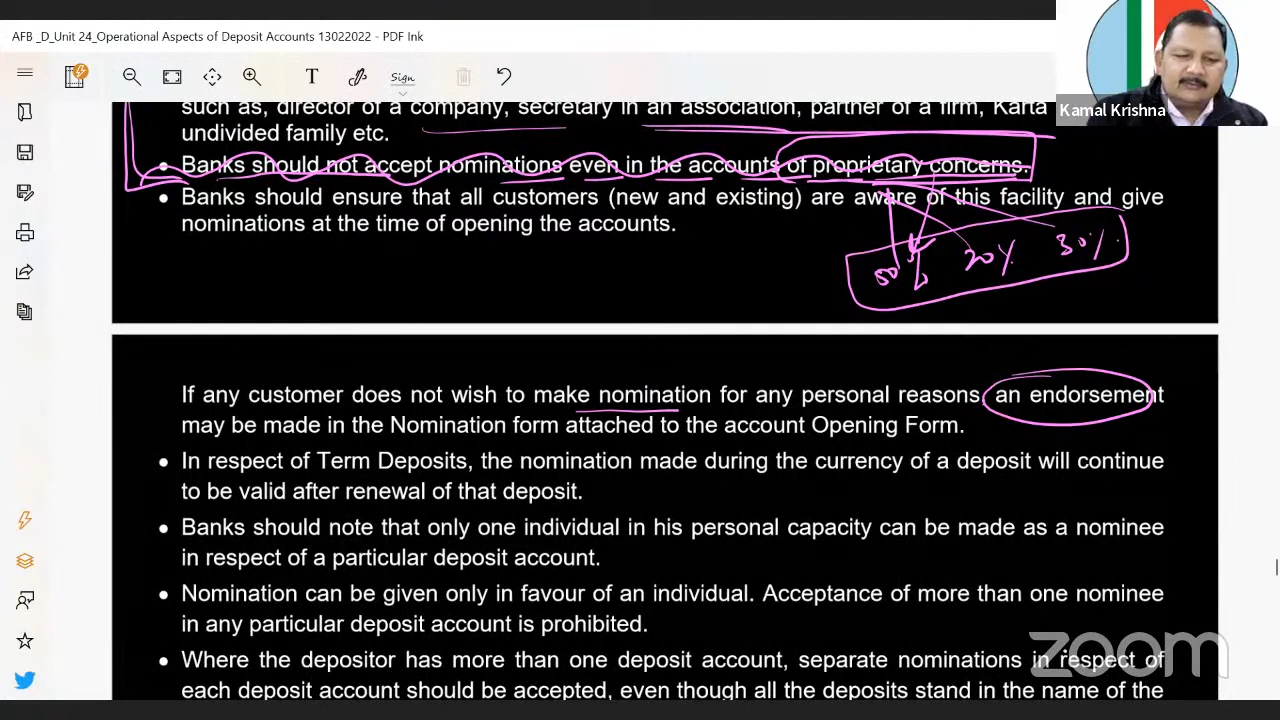 AFB _D_Unit 24_Operational Aspects of Deposit Accounts 13022022 - PDF Ink
T
Sign
Kamal Krishna
such as, director of a company, secretary in an association, partner of a firm, Karta
undivided family etc.
• Banks should not accept nominations even in the accounts of proprietary concerns.
• Banks should ensure that all customers (new and existing) are aware of this facility and give
nominations at the time of opening the accounts.
20% 30%
If any customer does not wish to make nomination for any personal reasons, an endorsement
may be made in the Nomination form attached to the account Opening Form.
• In respect of Term Deposits, the nomination made during the currency of a deposit will continue
to be valid after renewal of that deposit.
• Banks should note that only one individual in his personal capacity can be made as a nominee
in respect of a particular deposit account.
• Nomination can be given only in favour of an individual. Acceptance of more than one nominee
in any particular deposit account is prohibited.
• Where the depositor has more than one deposit account, separate nominations in respect of
each deposit account should be accepted, even though all the deposits stand in the name of the
zoom